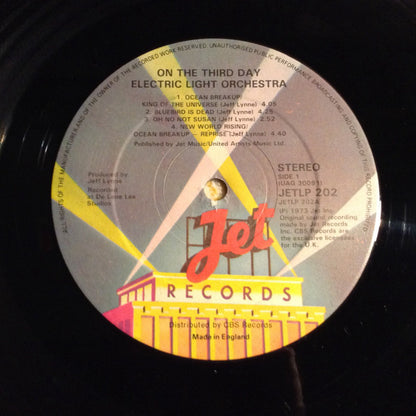 ALL RIGHTS OF THE MANUFACTURER AND OF THE OWNER OF THE RECORDED WORK RESERVED. UNAUTHORISED PUBLIC PERFORMANCE, BROADCASTING AND COPYING OF THIS RECORD PROHIBITED
ON THE THIRD DAY
ELECTRIC LIGHT ORCHESTRA
1. OCEAN BREAKUP/
KING OF THE UNIVERSE (Jeff Lynne) 4.05
2. BLUEBIRD IS DEAD (Jeff Lynne) 4.25
3. OH NO NOT SUSAN (Jeff Lynne) 2.52
4. NEW WORLD RISING/
OCEAN BREAKUP – REPRISE (Jeff Lynne) 4.40
Published by Jet Music/United Artists Music Ltd.
Produced by
Jeff Lynne
Recorded
at De Lane Lea
Studios
STEREO
SIDE 1
(UAG 30091)
JETLP 202
JETLP 202A
(P) 1973 Jet Inc.
Original sound recording
made by Jet Records
Inc. CBS Records are
the exclusive licensees
for the U.K.
Jet
RECORDS
Distributed by CBS Records
Made in England